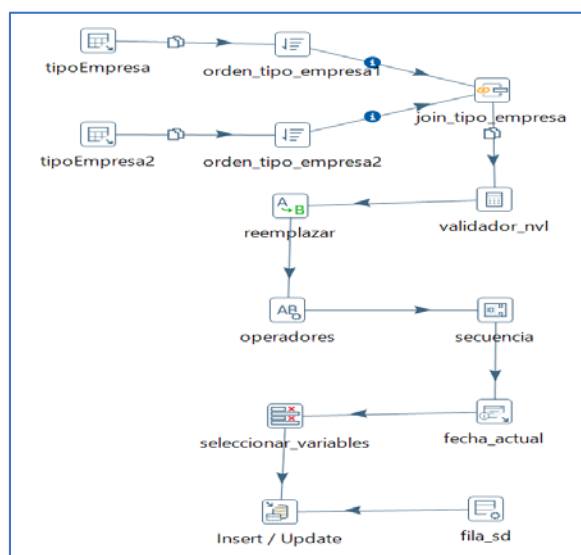 tipoEmpresa
orden_tipo_empresa1
join_tipo_empresa
tipoEmpresa2
orden_tipo_empresa2
reemplazar
validador_nvl
operadores
secuencia
seleccionar_variables
fecha_actual
Insert / Update
fila_sd